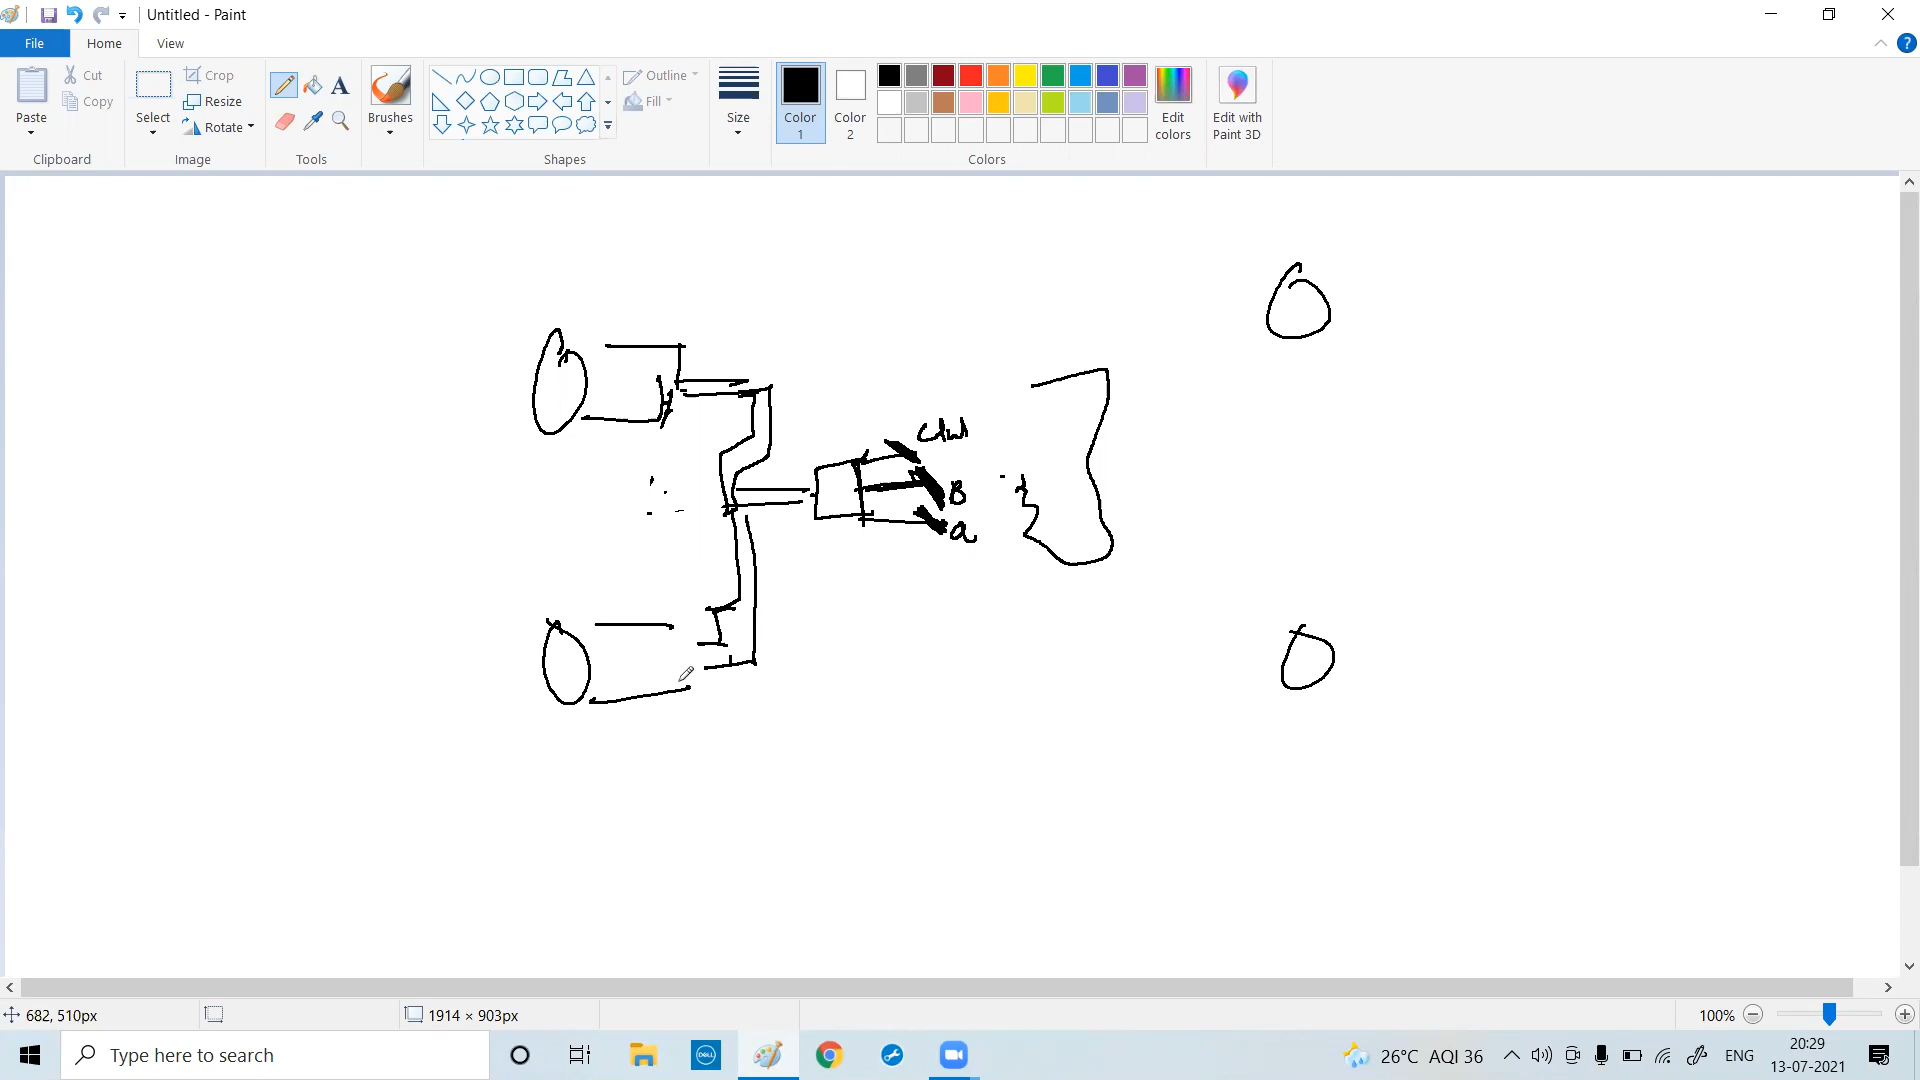 Untitled - Paint
File
Home
View
Cut
Copy
Paste
Clipboard
Crop
Resize
Rotate
Select
Image
Tools
Brushes
Outline
Fill
Shapes
Size
Color 1
Color 2
Edit colors
Edit with Paint 3D
Colors
?
B
a
682, 510px
1914 × 903px
100%
Type here to search
DELL
26°C AQI 36
ENG
20:29
13-07-2021